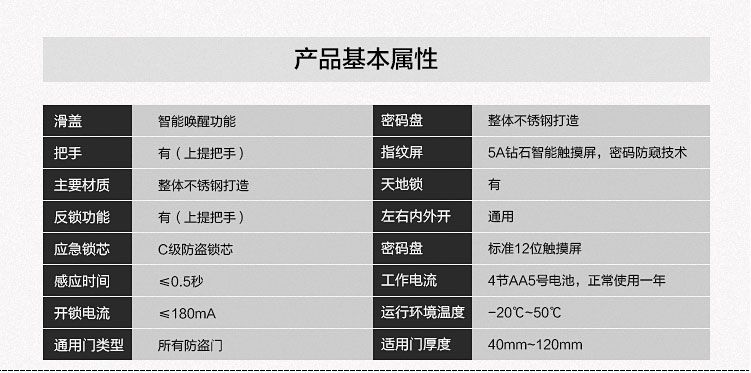 产品基本属性
滑盖 智能唤醒功能 密码盘 整体不锈钢打造
把手 有（上提把手） 指纹屏 5A钻石智能触摸屏，密码防窥技术
主要材质 整体不锈钢打造 天地锁 有
反锁功能 有（上提把手） 左右内外开 通用
应急锁芯 C级防盗锁芯 密码盘 标准12位触摸屏
感应时间 ≤0.5秒 工作电流 4节AA5号电池，正常使用一年
开锁电流 ≤180mA 运行环境温度 -20℃~50℃
通用门类型 所有防盗门 适用门厚度 40mm~120mm